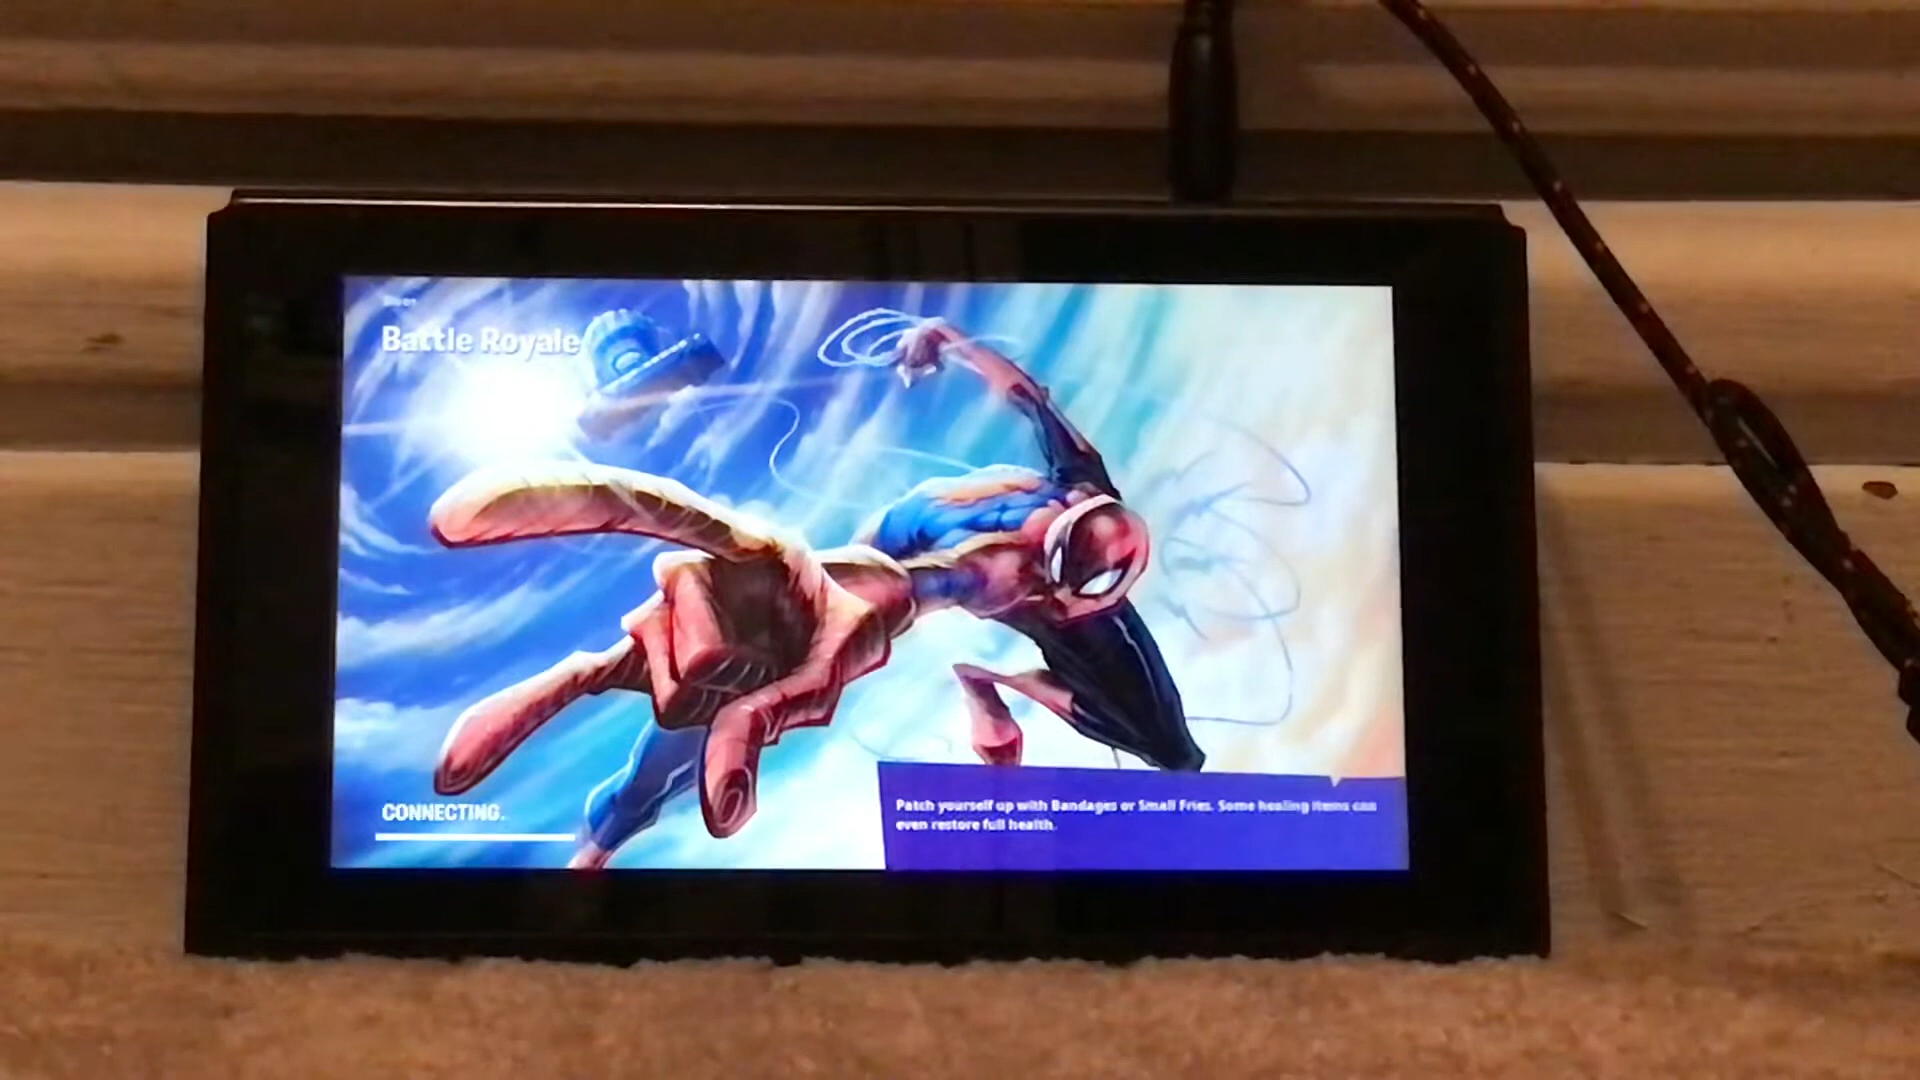 Battle Royale
CONNECTING.
Patch yourself up with Bandages or Small Fries. Some healing items can
even restore full health.